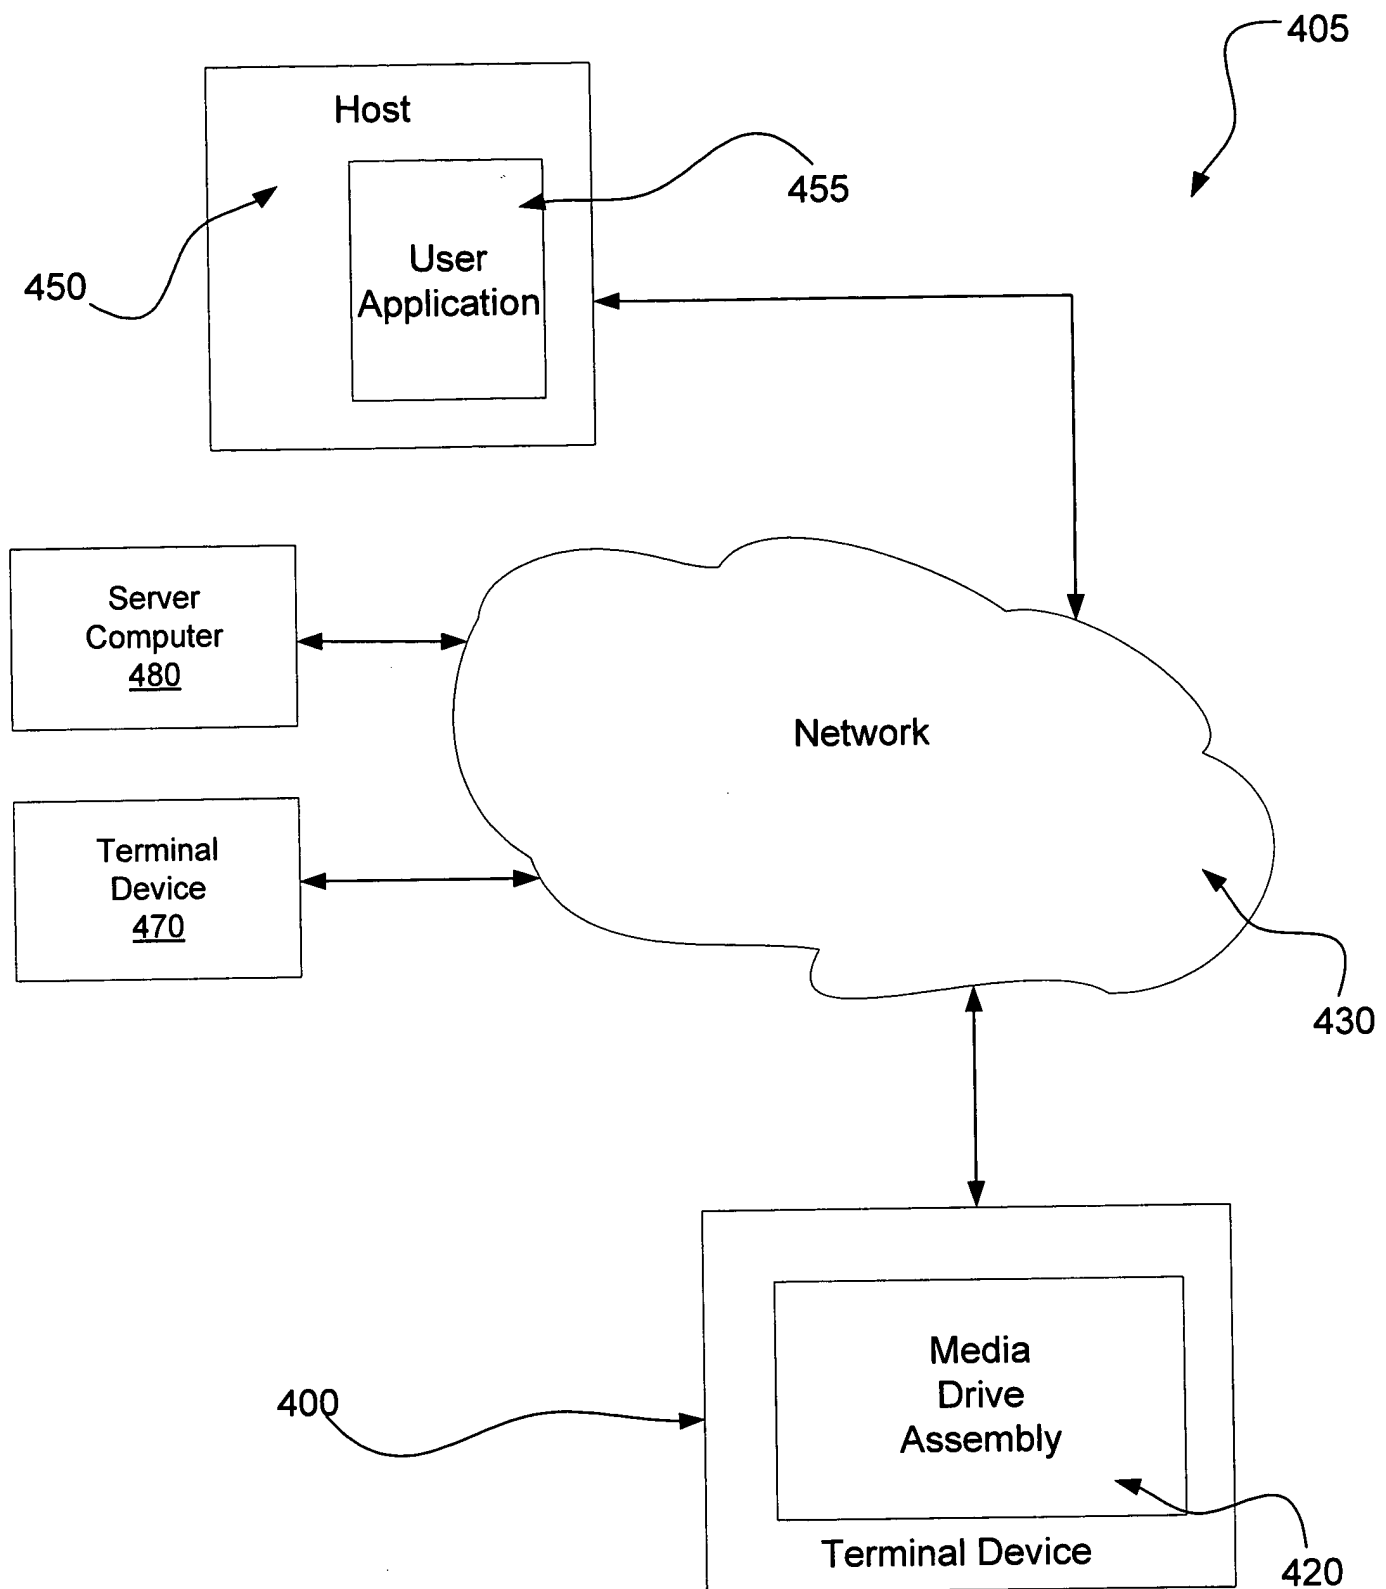 405
Host
455
User
Application
450
Server
Computer
480
Network
Terminal
Device
470
430
Media
Drive
Assembly
400
Terminal Device
420